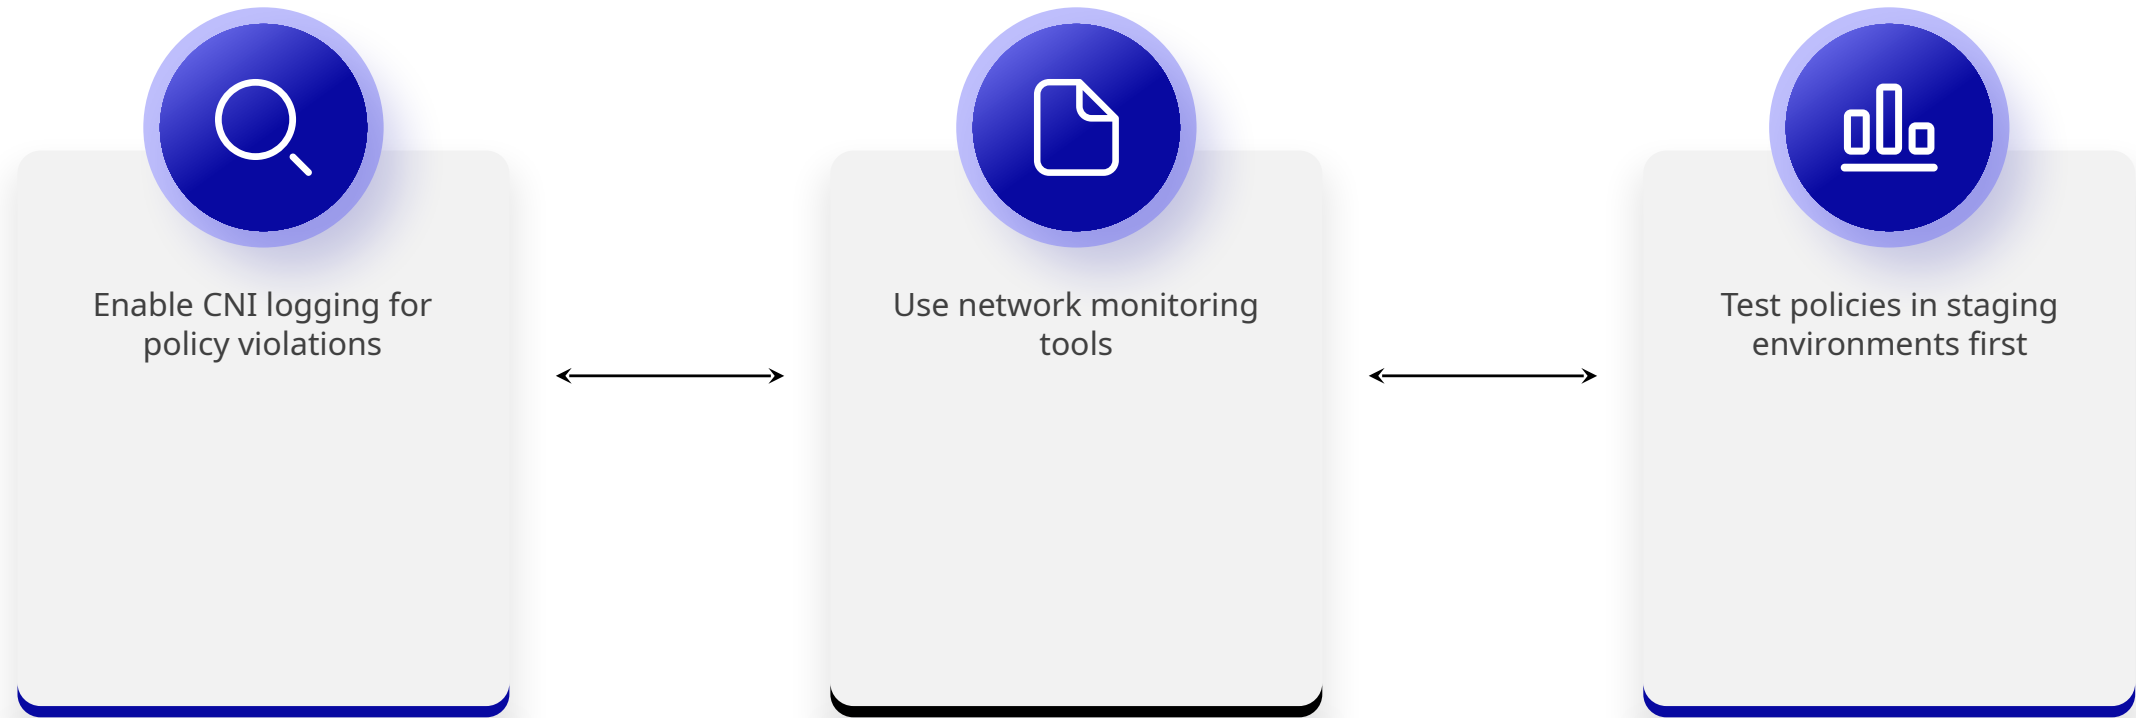 Enable CNI logging for
policy violations
Use network monitoring
tools
Test policies in staging
environments first